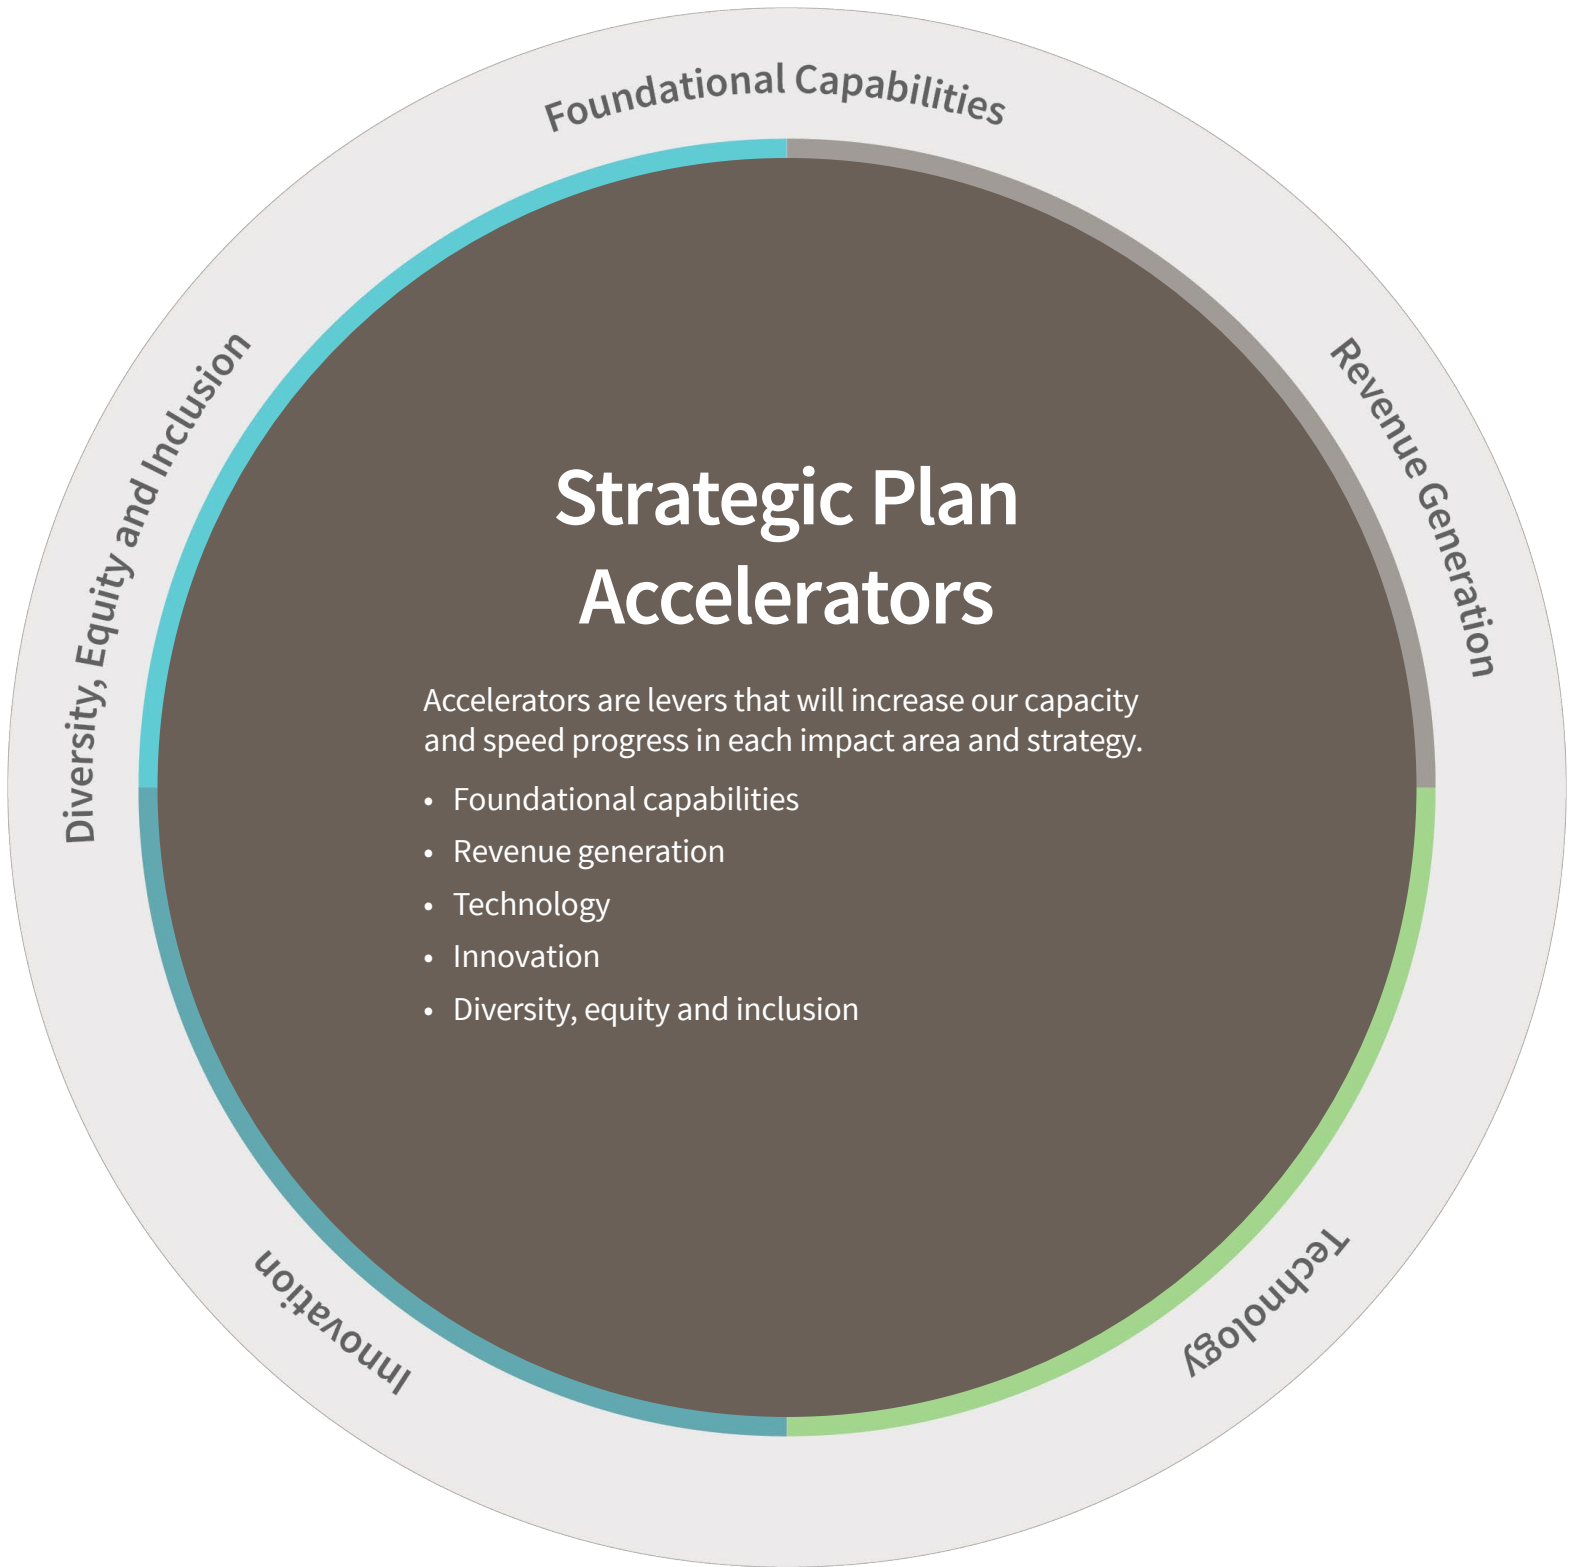 Foundational Capabilities
Revenue Generation
Technology
Innovation
Diversity, Equity and Inclusion
Strategic Plan
Accelerators
Accelerators are levers that will increase our capacity
and speed progress in each impact area and strategy.
• Foundational capabilities
• Revenue generation
• Technology
• Innovation
• Diversity, equity and inclusion